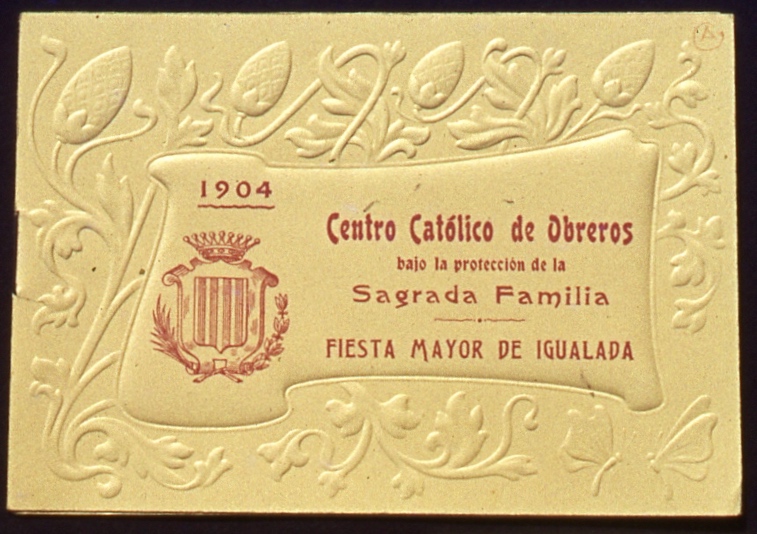 1904
Centro Católico de Obreros
bajo la protección de la
Sagrada Familia
FIESTA MAYOR DE IGUALADA